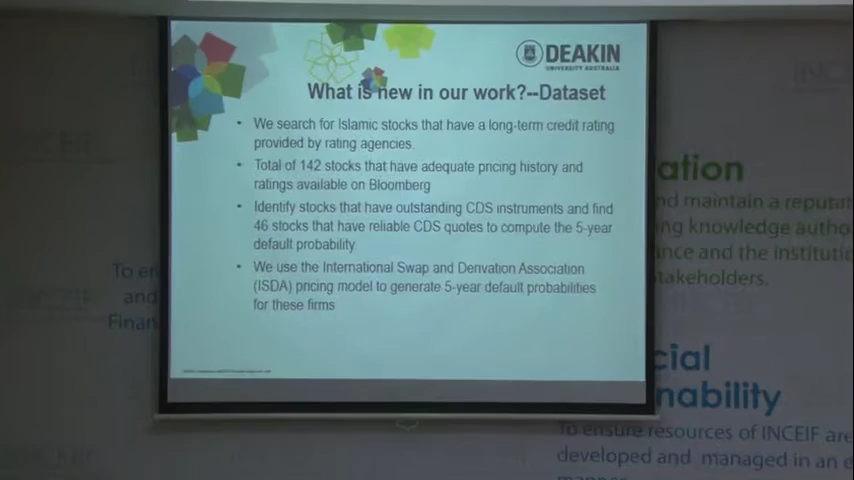 DEAKIN
UNIVERSITY AUSTRALIA
What is new in our work?--Dataset
• We search for Islamic stocks that have a long-term credit rating
provided by rating agencies.
• Total of 142 stocks that have adequate pricing history and
ratings available on Bloomberg
• Identify stocks that have outstanding CDS instruments and find
46 stocks that have reliable CDS quotes to compute the 5-year
default probability
• We use the International Swap and Derivation Association
(ISDA) pricing model to generate 5-year default probabilities
for these firms
To en
and
Finan
ation
nd maintain a reputat
ing knowledge autho
ance and the institutio
takeholders.
cial
nability
To ensure resources of INCEIF are
developed and managed in an e
manner